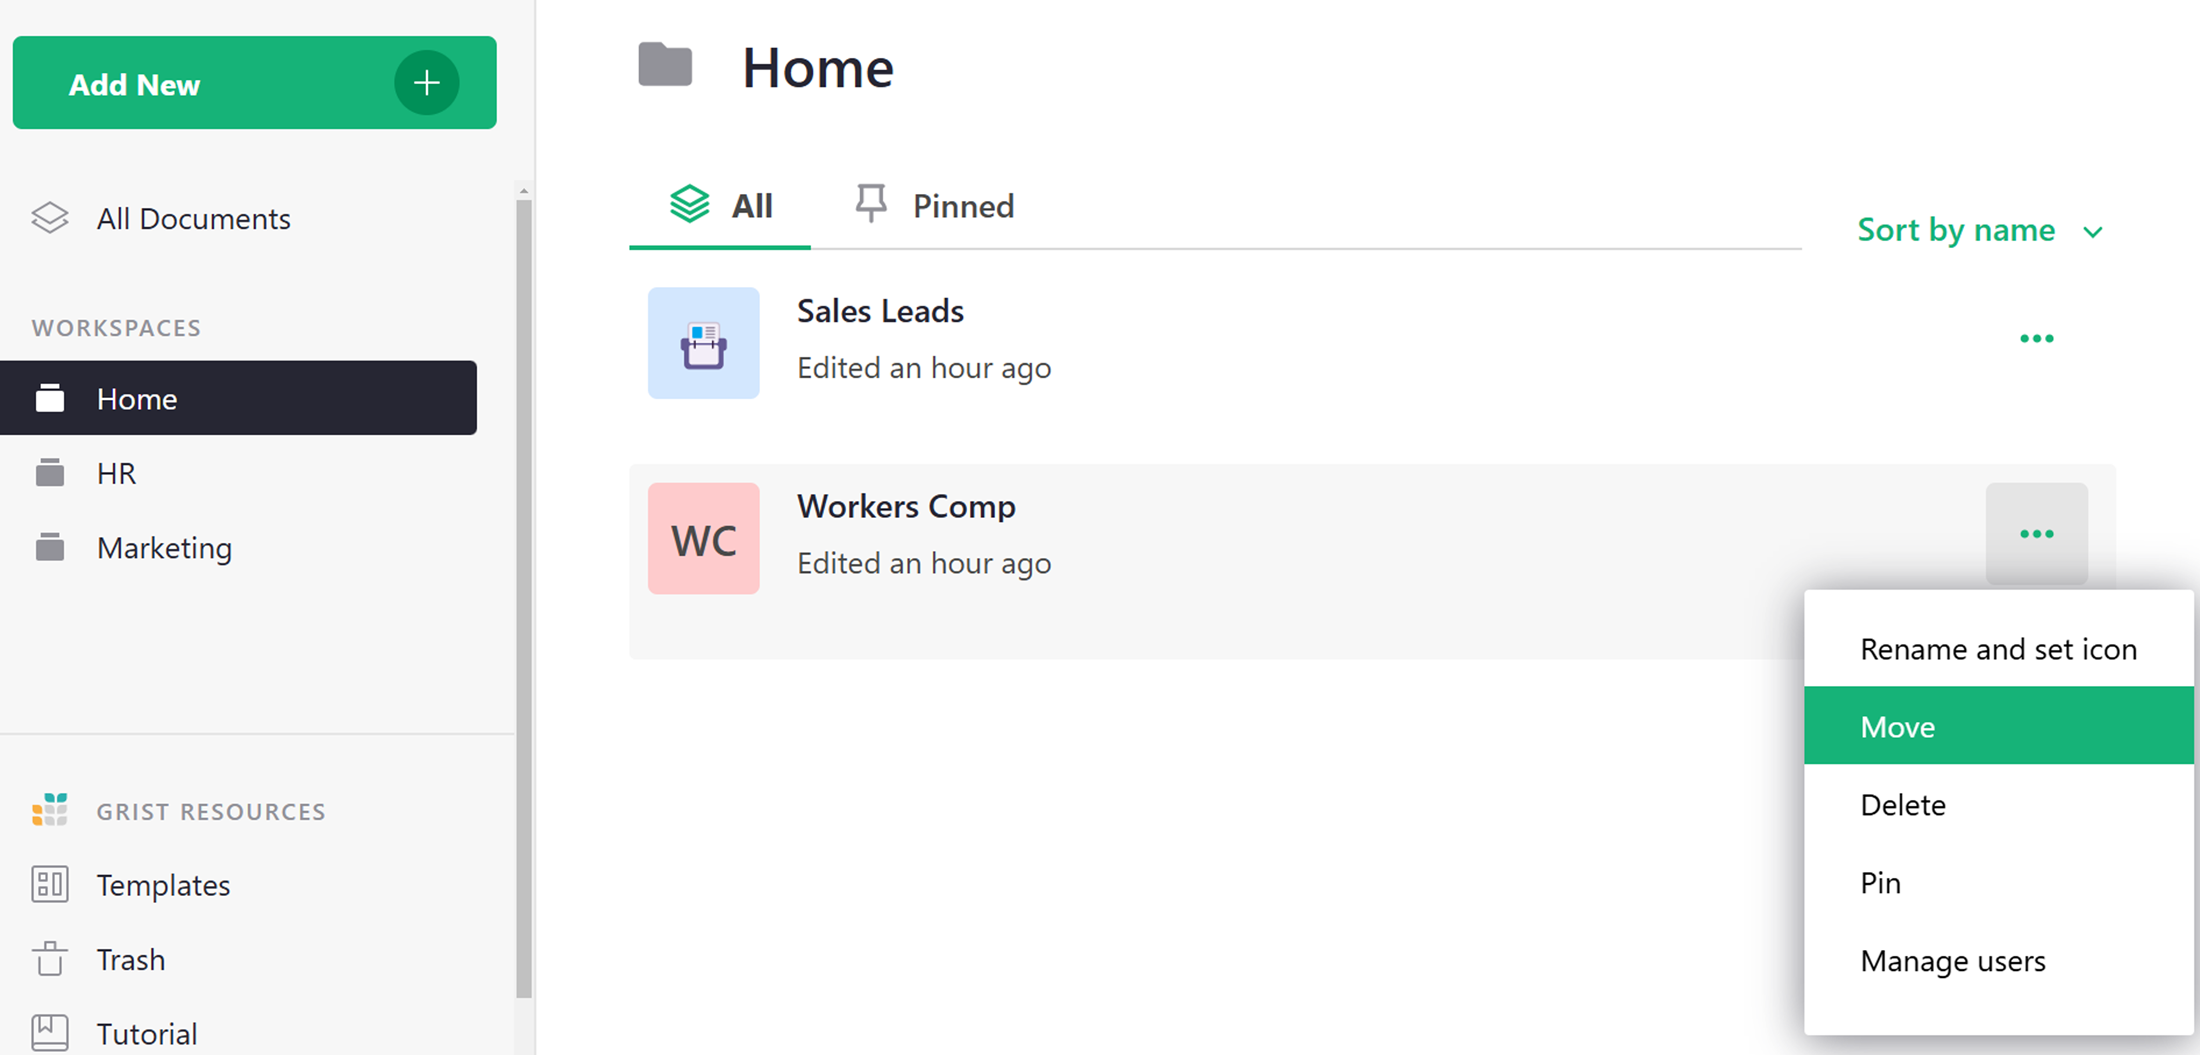 Add New
All Documents
WORKSPACES
Home
HR
Marketing
GRIST RESOURCES
Templates
Trash
Tutorial
Home
All
Pinned
Sort by name
Sales Leads
Edited an hour ago
WC
Workers Comp
Edited an hour ago
Rename and set icon
Move
Delete
Pin
Manage users